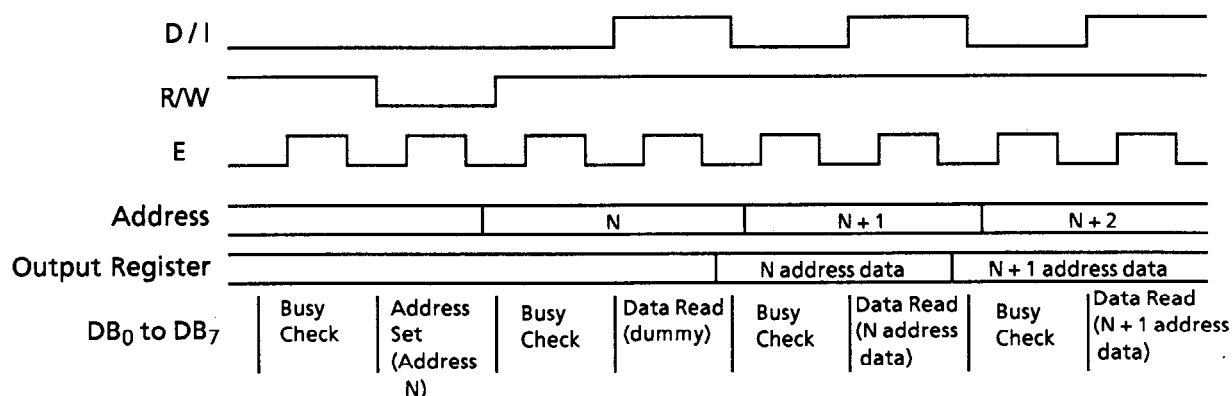 D / I
R/W
E
Address
N
N + 1
N + 2
Output Register
N address data
N + 1 address data
DB0 to DB7
Busy
Check
Address
Set
(Address
N)
Busy
Check
Data Read
(dummy)
Busy
Check
Data Read
(N address
data)
Busy
Check
Data Read
(N + 1 address
data)